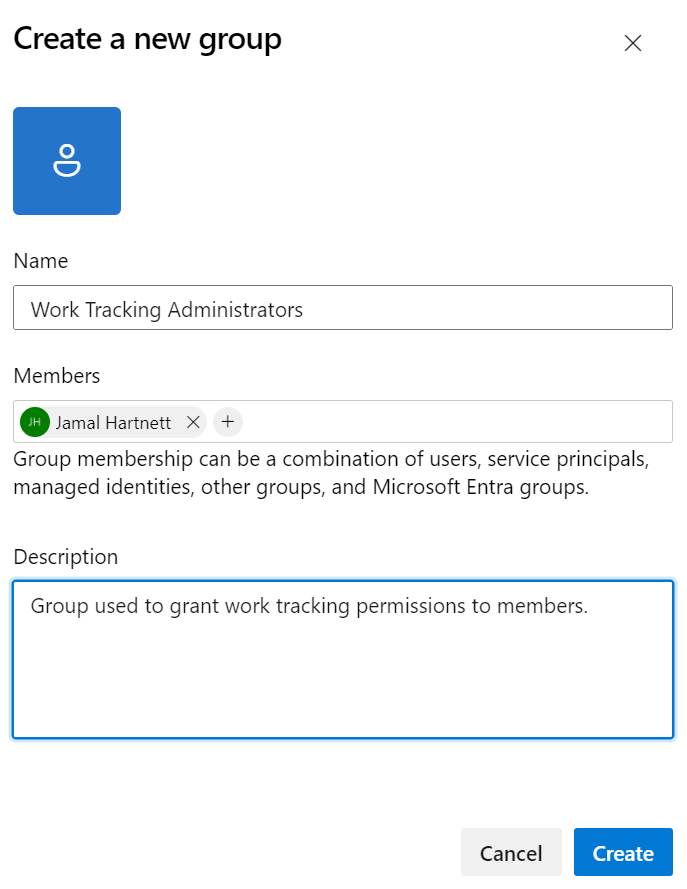 Create a new group
Name
Work Tracking Administrators
Members
JH Jamal Hartnett
Group membership can be a combination of users, service principals,
managed identities, other groups, and Microsoft Entra groups.
Description
Group used to grant work tracking permissions to members.
Cancel Create